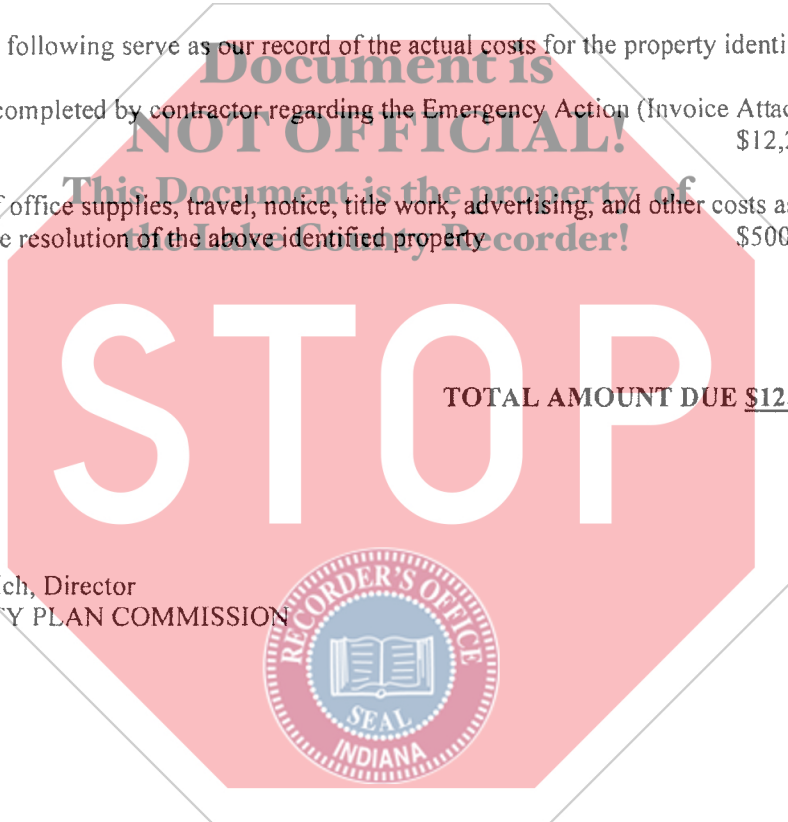 following serve as our record of the actual costs for the property identi
Document is
completed by contractor regarding the Emergency Action (Invoice Attac
NOT OFFICIAL!
$12,2
This Document is the property of
office supplies, travel, notice, title work, advertising, and other costs as
e resolution of the above identified property $500
the Lake County Recorder!
STOP
TOTAL AMOUNT DUE $12
ch, Director
Y PLAN COMMISSION
RECORDER'S OFFICE
SEAL
INDIANA